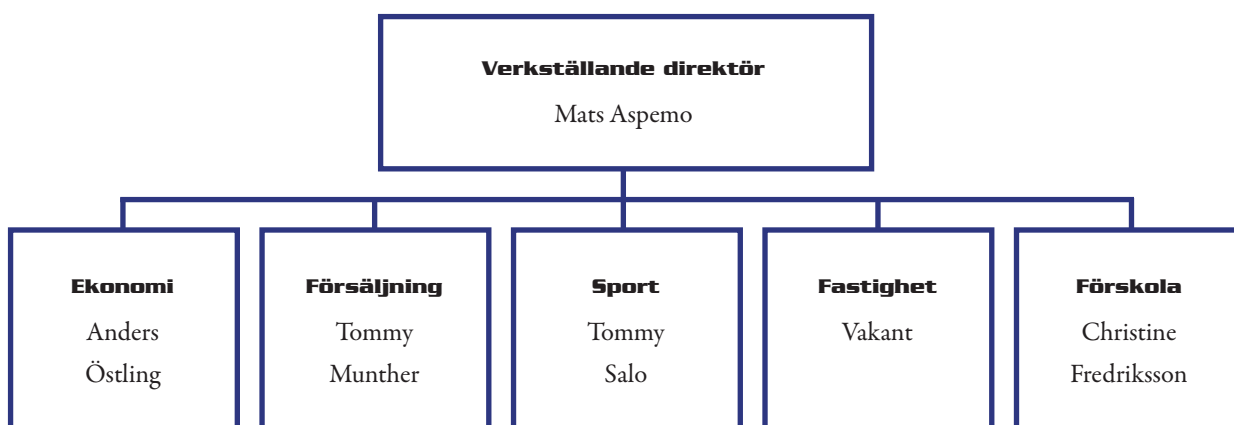 Verkställande direktör
Mats Aspemo
Ekonomi
Anders
Östling
Försäljning
Tommy
Munther
Sport
Tommy
Salo
Fastighet
Vakant
Förskola
Christine
Fredriksson